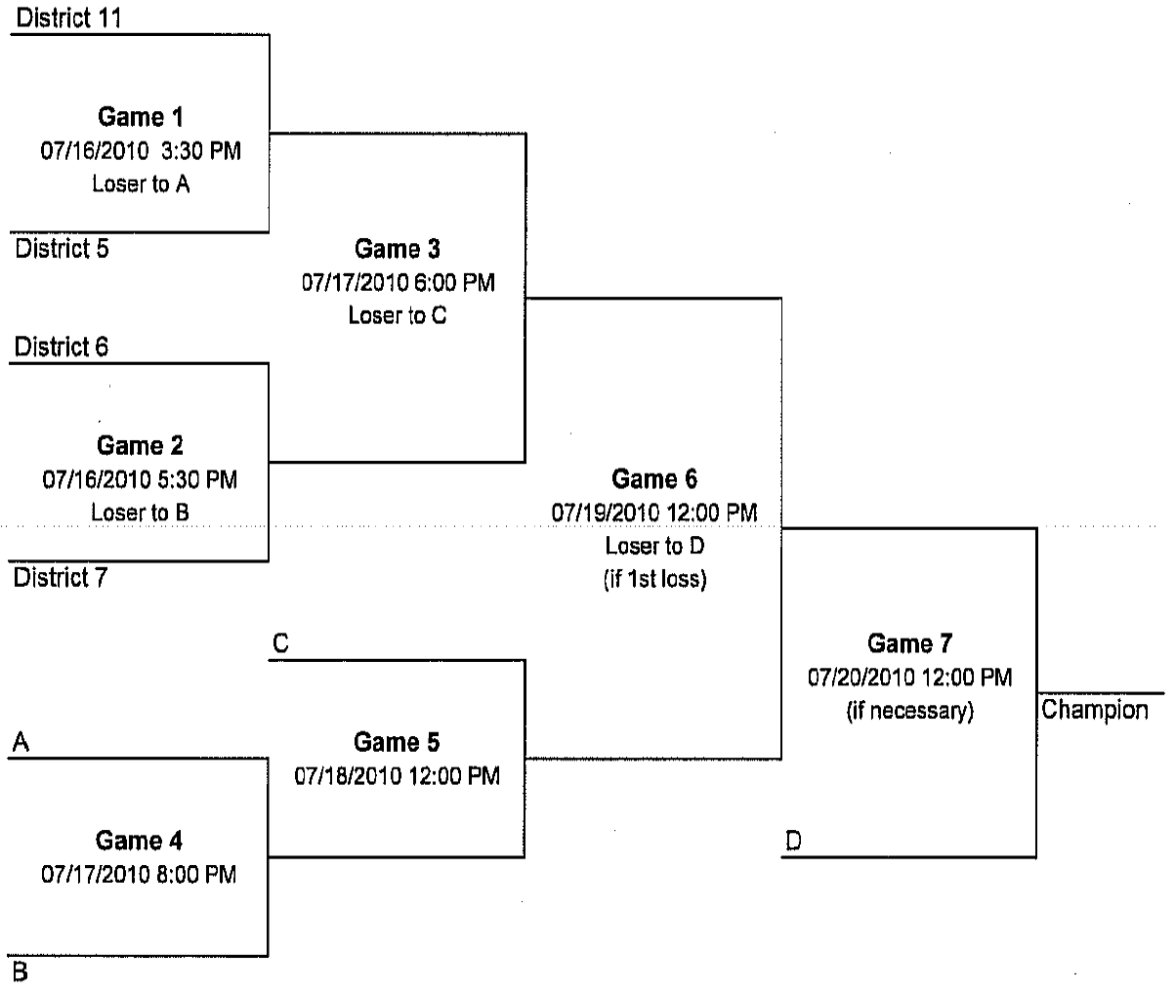 District 11
Game 1
07/16/2010 3:30 PM
Loser to A
District 5
Game 3
07/17/2010 6:00 PM
Loser to C
District 6
Game 2
07/16/2010 5:30 PM
Loser to B
District 7
Game 6
07/19/2010 12:00 PM
Loser to D
(if 1st loss)
C
Game 7
07/20/2010 12:00 PM
(if necessary)
Champion
A
Game 5
07/18/2010 12:00 PM
Game 4
07/17/2010 8:00 PM
D
B